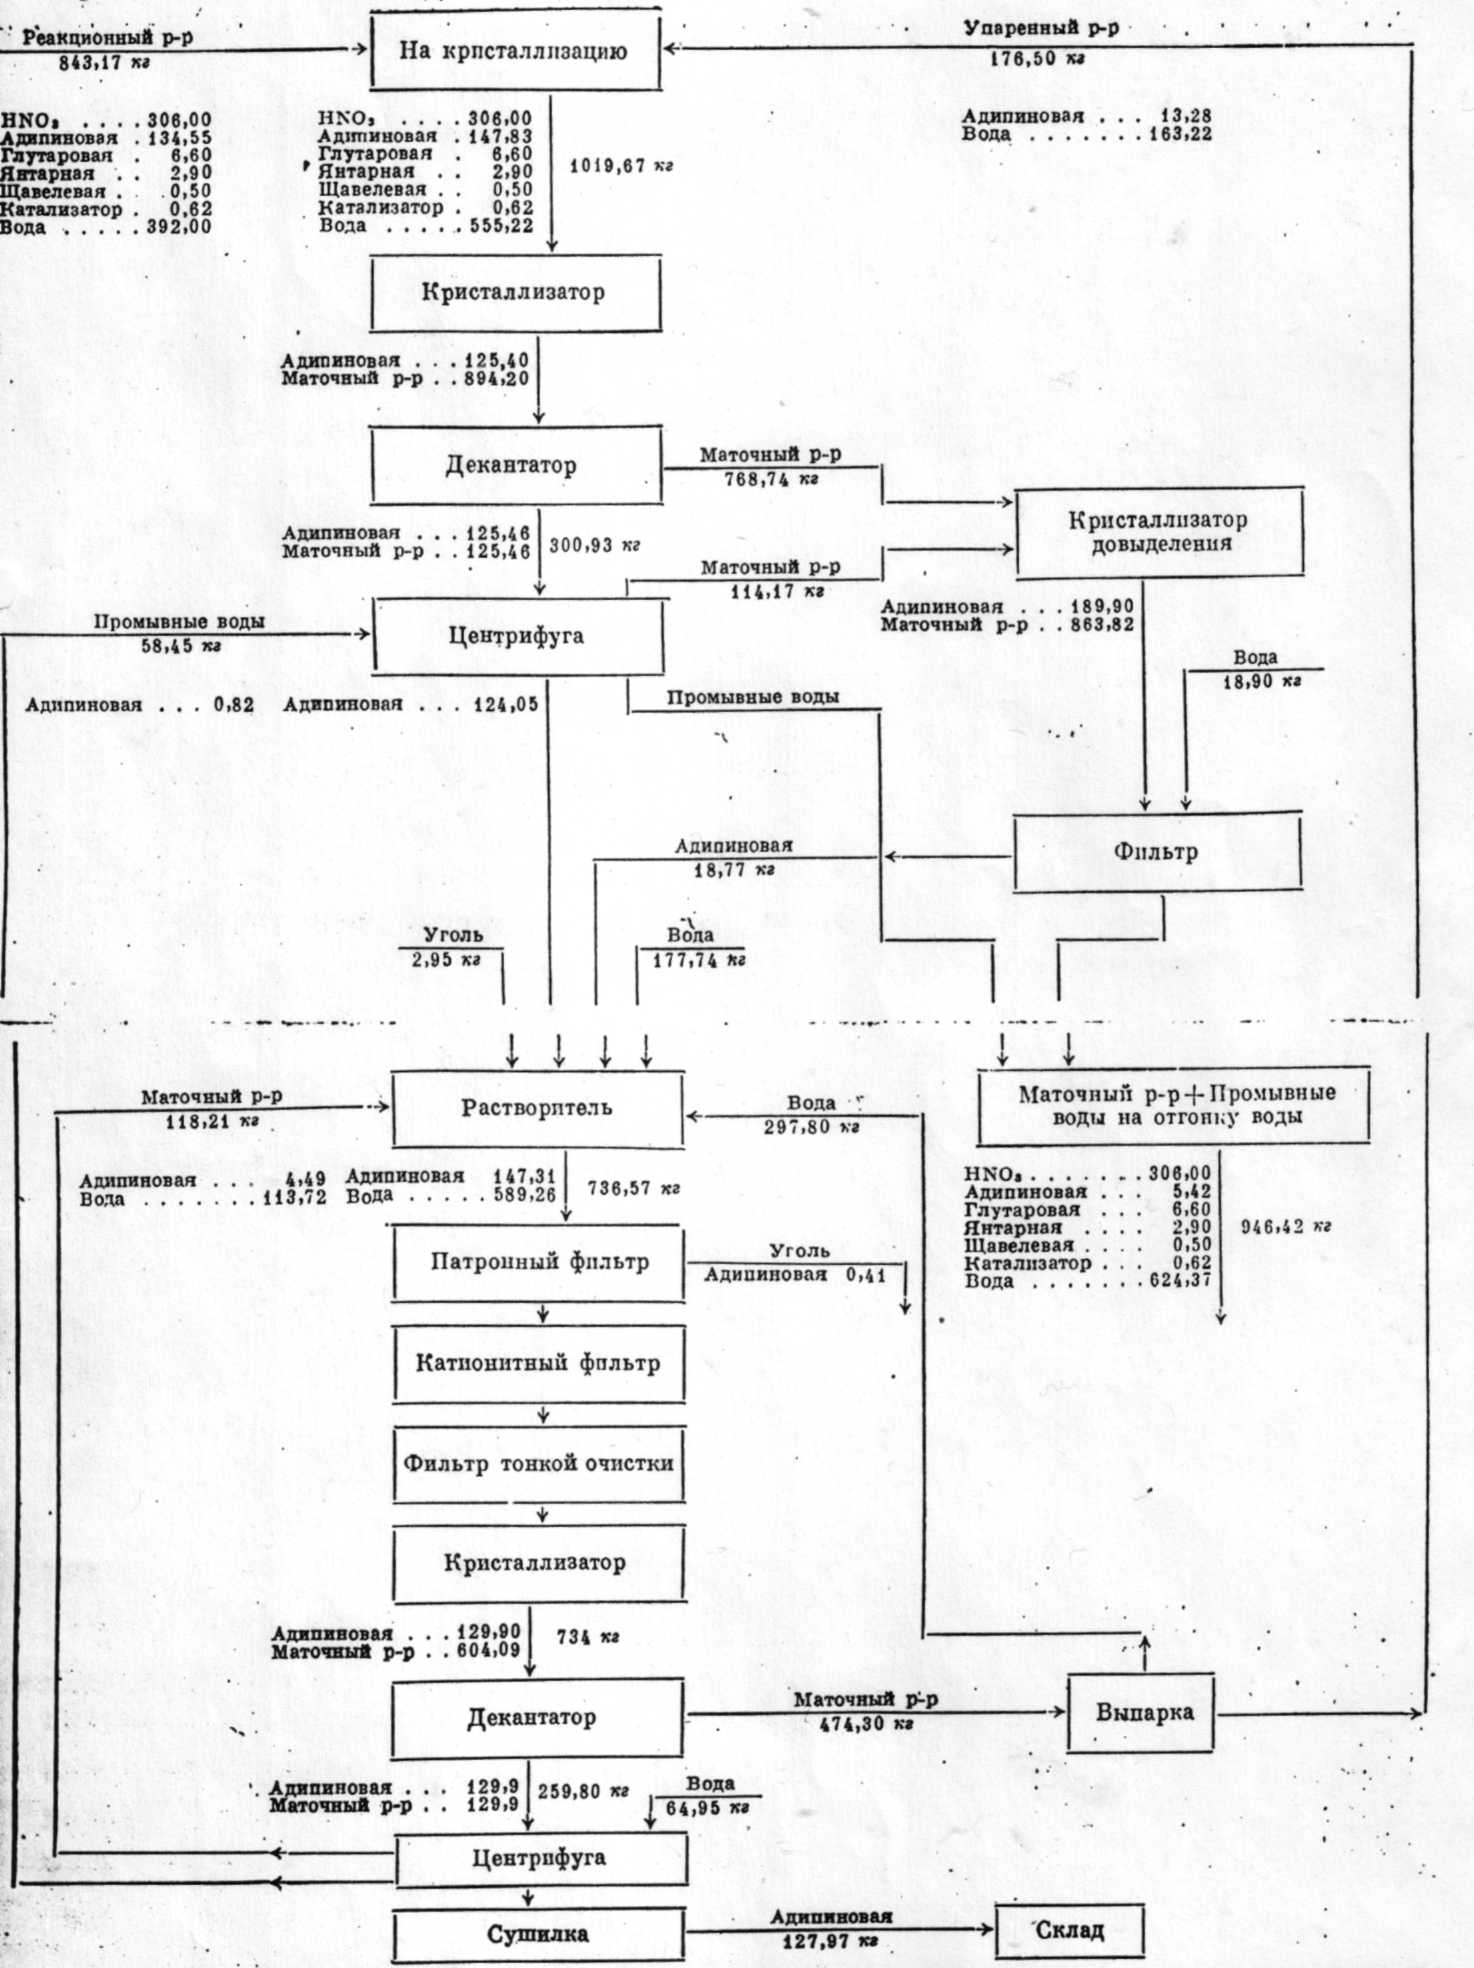 Реакционный р-р
843,17 кг
На кристаллизацию
Упаренный р-р
176,50 кг
HNO₃ . . . . 306,00
Адипиновая . 134,55
Глутаровая . 6,60
Янтарная . . 2,90
Щавелевая . . 0,50
Катализатор . 0,62
Вода . . . . . 392,00
HNO₃ . . . . 306,00
Адипиновая . 147,83
Глутаровая . 6,60
Янтарная . . 2,90
Щавелевая . . 0,50
Катализатор . 0,62
Вода . . . . . 555,22
1019,67 кг
Адипиновая . . . 13,28
Вода . . . . . . . 163,22
Кристаллизатор
Адипиновая . . . 125,40
Маточный р-р . . 894,20
Декантатор
Маточный р-р
768,74 кг
Кристаллизатор
довыделения
Адипиновая . . . 125,46
Маточный р-р . . 125,46
300,93 кг
Маточный р-р
114,17 кг
Промывные воды
58,45 кг
Центрифуга
Адипиновая . . . 189,90
Маточный р-р . . 863,82
Вода
18,90 кг
Адипиновая . . . 0,82
Адипиновая . . . 124,05
Промывные воды
Адипиновая
18,77 кг
Фильтр
Уголь
2,95 кг
Вода
177,74 кг
Маточный р-р
118,21 кг
Растворитель
Вода
297,80 кг
Маточный р-р+Промывные
воды на отгонку воды
Адипиновая . . . 4,49
Вода . . . . . . . 113,72
Адипиновая 147,31
Вода . . . . . 589,26
736,57 кг
HNO₃ . . . . . . . 306,00
Адипиновая . . . 5,42
Глутаровая . . . 6,60
Янтарная . . . . 2,90
Щавелевая . . . . 0,50
Катализатор . . . 0,62
Вода . . . . . . . 624,37
946,42 кг
Патронный фильтр
Уголь
Адипиновая 0,41
Катионитный фильтр
Фильтр тонкой очистки
Кристаллизатор
Адипиновая . . . 129,90
Маточный р-р . . 604,09
734 кг
Декантатор
Маточный р-р
474,30 кг
Выпарка
Адипиновая . . . 129,9
Маточный р-р . . 129,9
259,80 кг
Вода
64,95 кг
Центрифуга
Сушилка
Адипиновая
127,97 кг
Склад